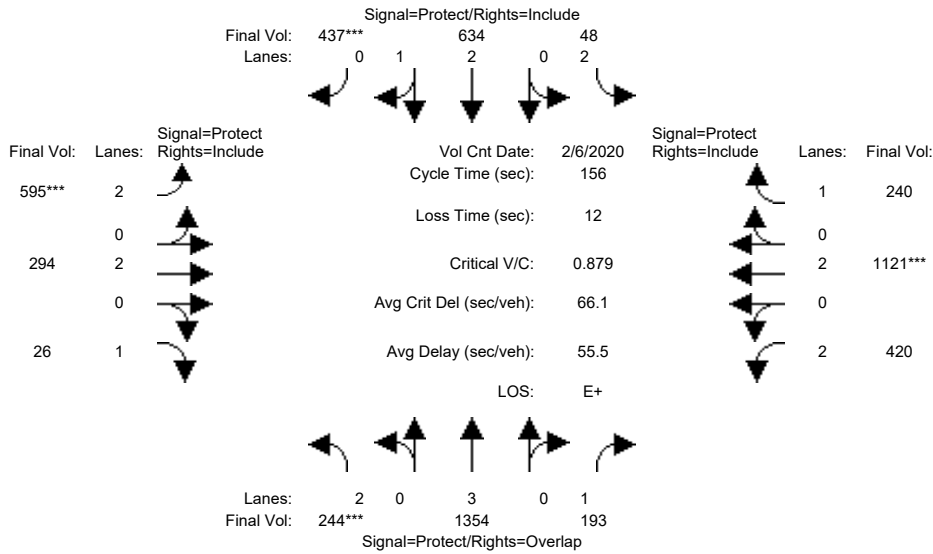 Signal=Protect/Rights=Include
Final Vol: 437*** 634 48
Lanes: 0 1 2 0 2
Signal=Protect
Final Vol: Lanes: Rights=Include
Vol Cnt Date: 2/6/2020
Signal=Protect
Rights=Include Lanes: Final Vol:
Cycle Time (sec): 156
595*** 2
1 240
Loss Time (sec): 12
0
0
294 2
Critical V/C: 0.879
2 1121***
0
Avg Crit Del (sec/veh): 66.1
0
26 1
Avg Delay (sec/veh): 55.5
2 420
LOS: E+
Lanes: 2 0 3 0 1
Final Vol: 244*** 1354 193
Signal=Protect/Rights=Overlap